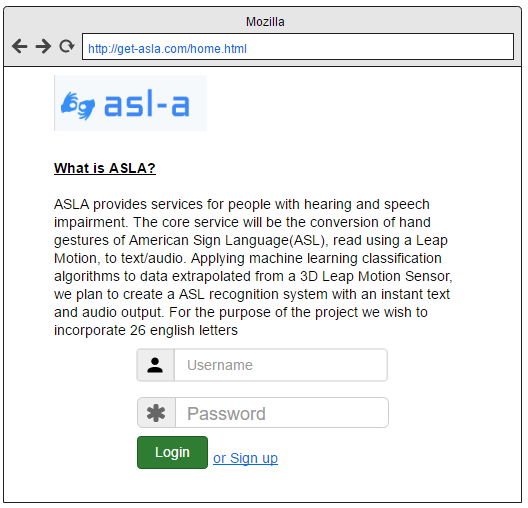 Mozilla
http://get-asla.com/home.html
asl-a
What is ASLA?
ASLA provides services for people with hearing and speech
impairment. The core service will be the conversion of hand
gestures of American Sign Language(ASL), read using a Leap
Motion, to text/audio. Applying machine learning classification
algorithms to data extrapolated from a 3D Leap Motion Sensor,
we plan to create a ASL recognition system with an instant text
and audio output. For the purpose of the project we wish to
incorporate 26 english letters
Username
Password
Login or Sign up